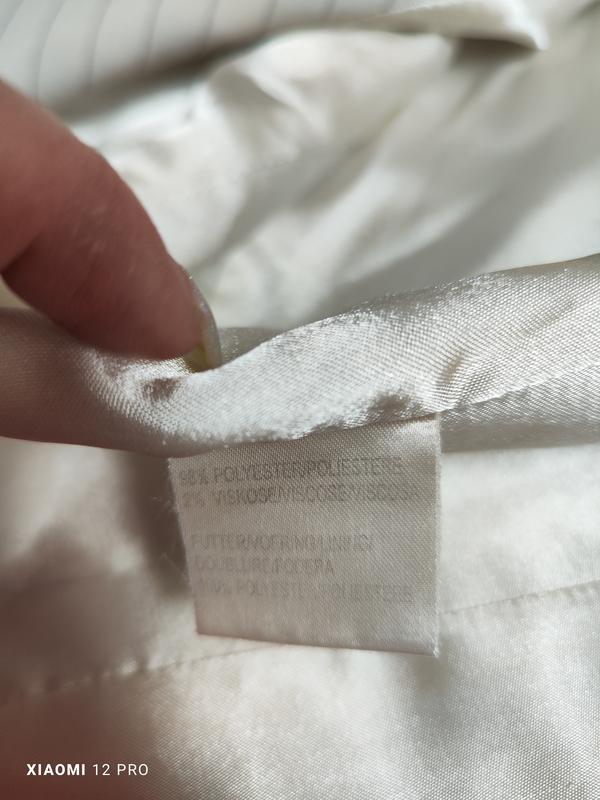 98% POLYESTER/POLIESTERE
2% VISKOSE/VISCOSE/VISCOSA
FUTTER/VOERING/LINING/
DOUBLURE/FODERA
100% POLYESTER/POLIESTERE
XIAOMI 12 PRO